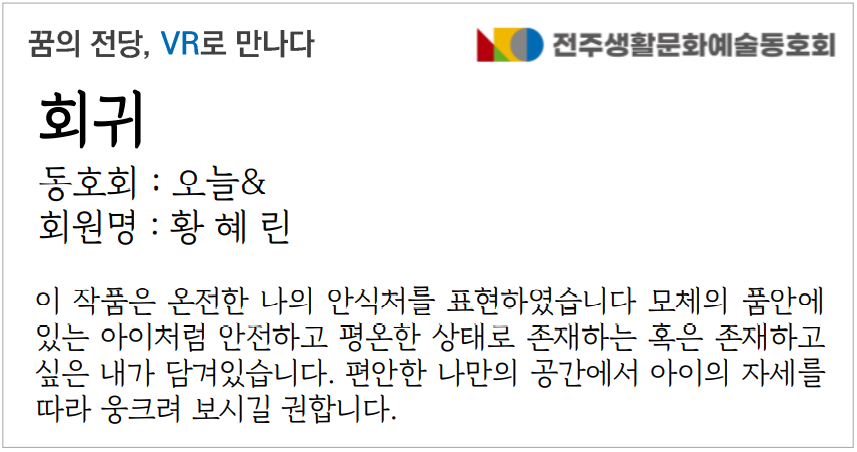 꿈의 전당, VR로 만나다
전주생활문화예술동호회
회귀
동호회 : 오늘&
회원명 : 황 혜 린
이 작품은 온전한 나의 안식처를 표현하였습니다 모체의 품안에
있는 아이처럼 안전하고 평온한 상태로 존재하는 혹은 존재하고
싶은 내가 담겨있습니다. 편안한 나만의 공간에서 아이의 자세를
따라 웅크려 보시길 권합니다.